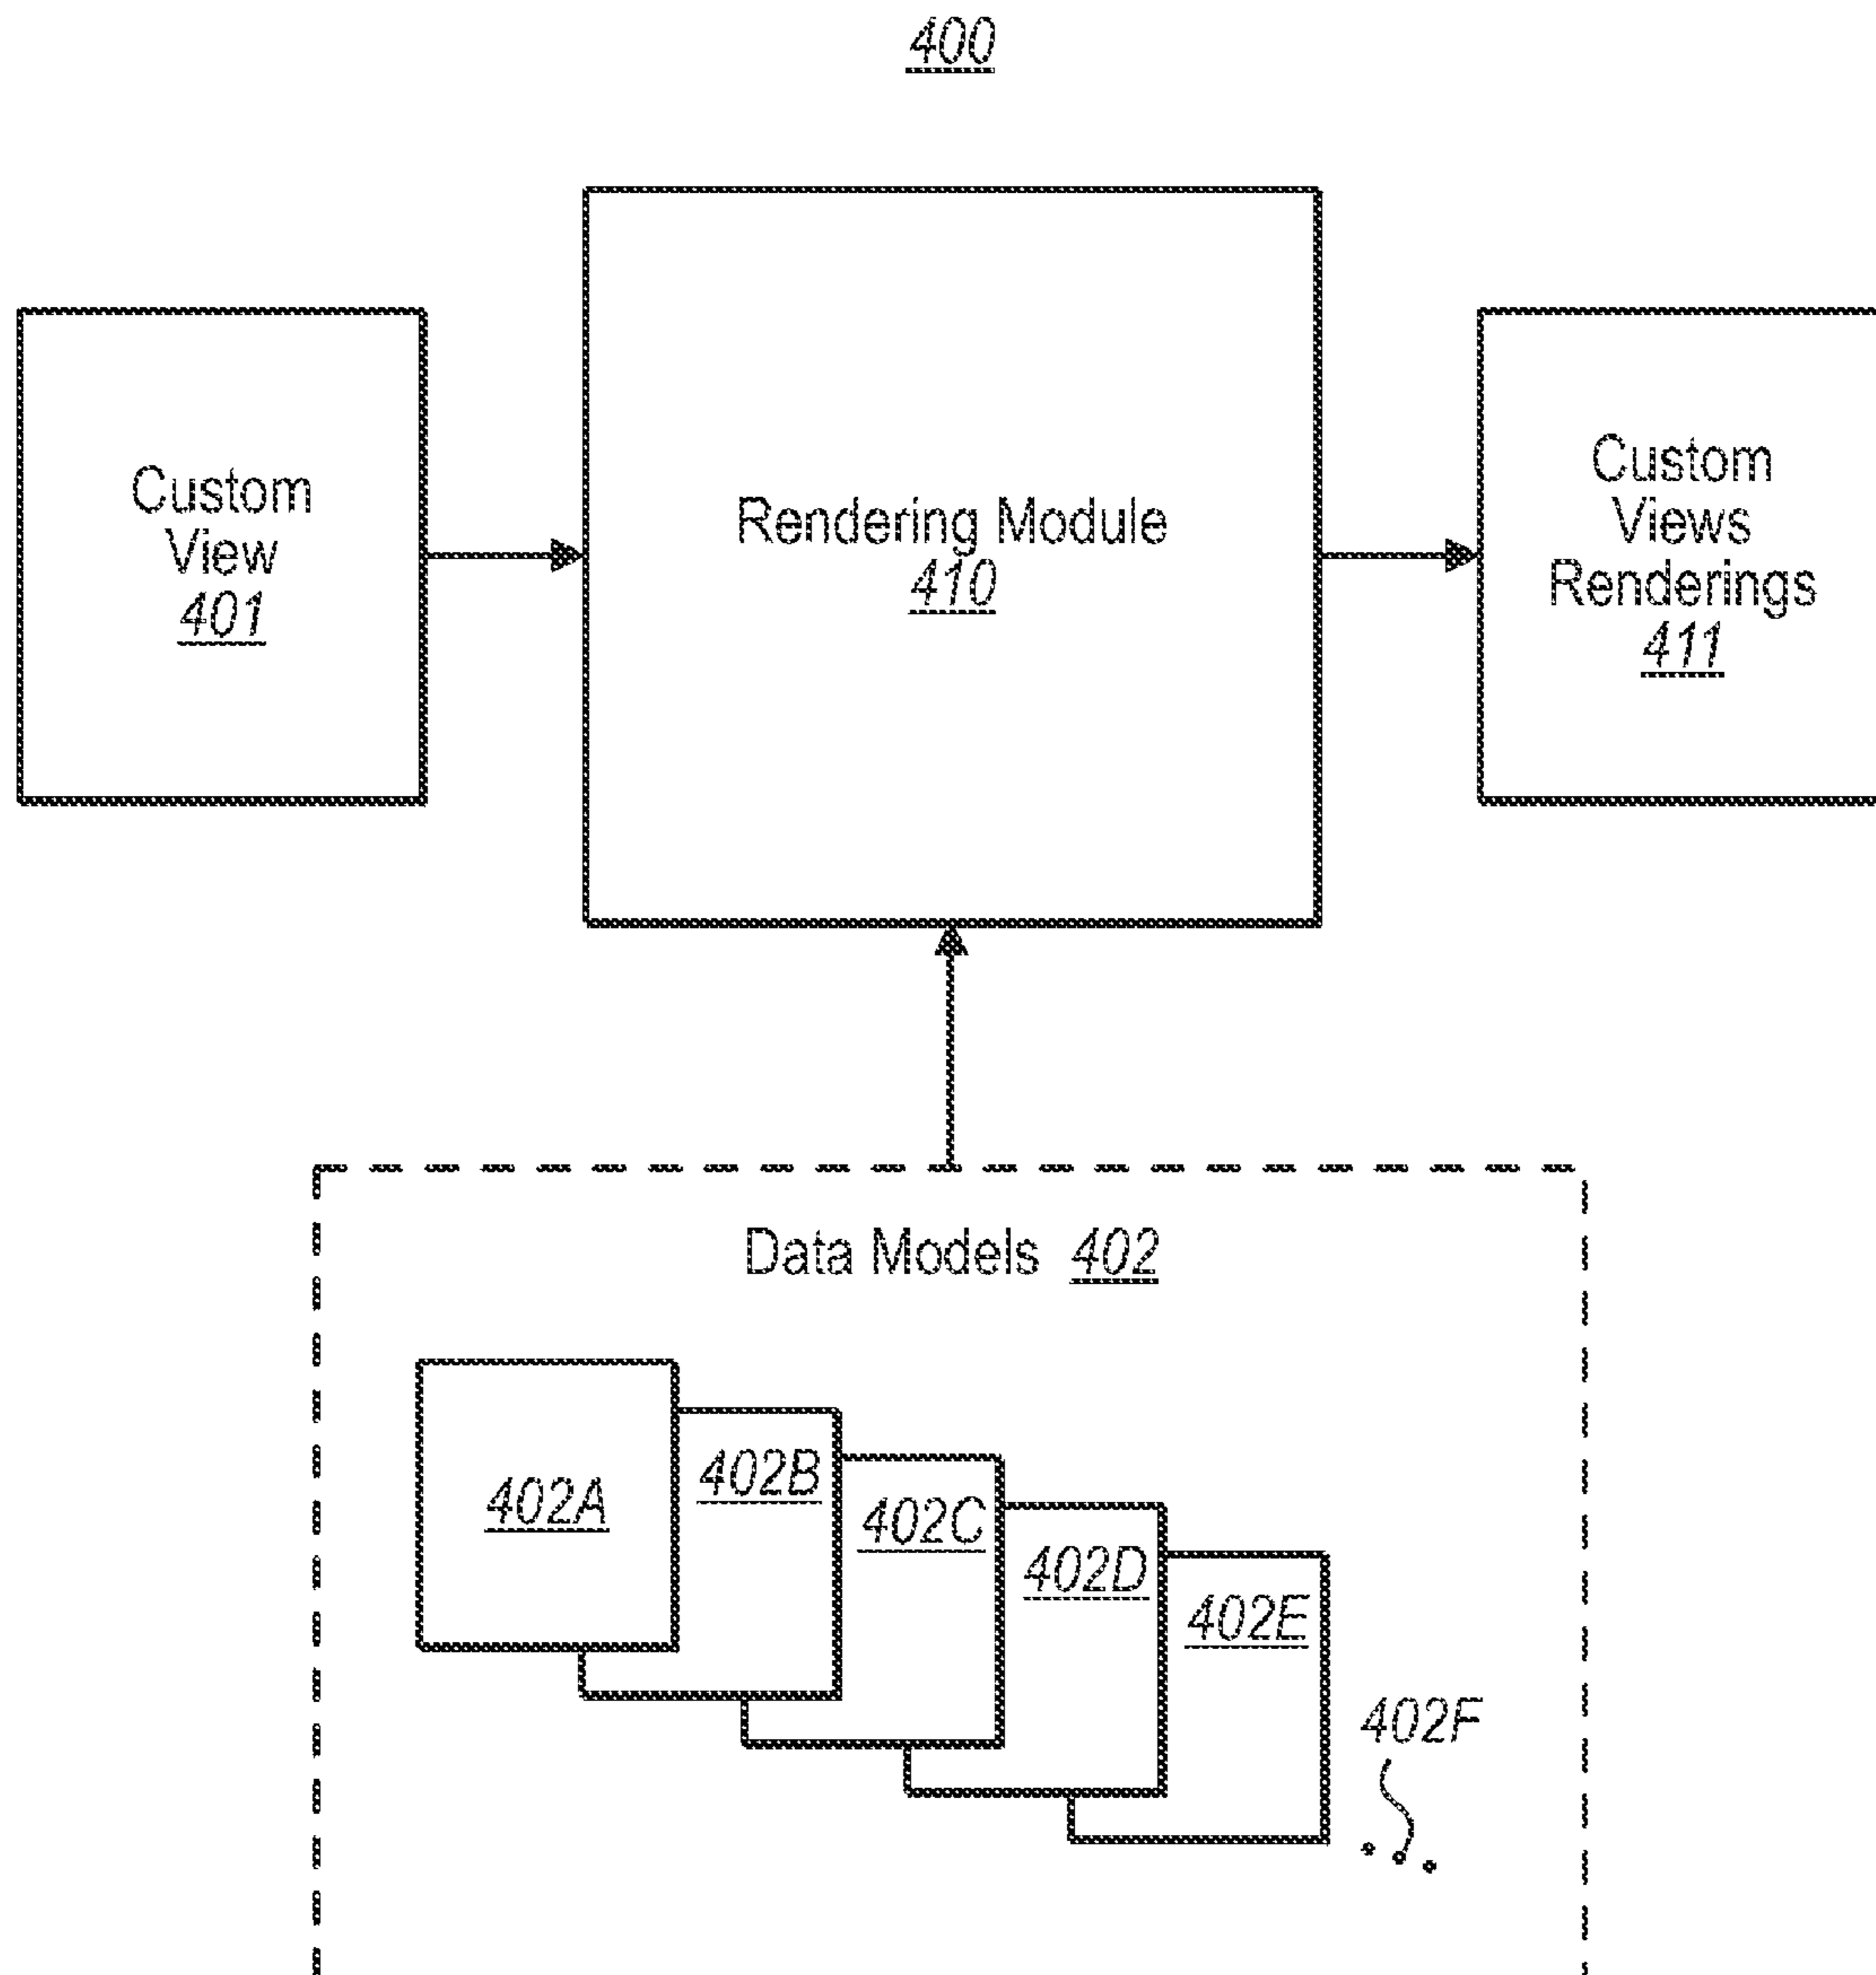 400
Custom
View
401
Rendering Module
410
Custom
Views
Renderings
411
Data Models 402
402A
402B
402C
402D
402E
402F